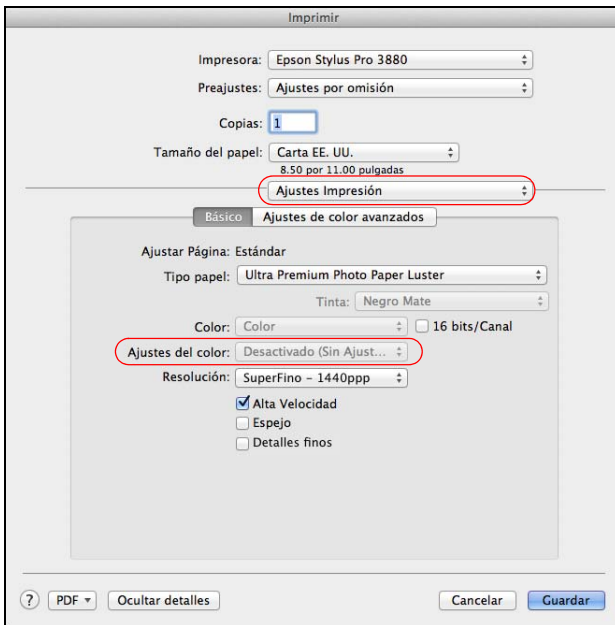 Imprimir
Impresora: Epson Stylus Pro 3880
Preajustes: Ajustes por omisión
Copias: 1
Tamaño del papel: Carta EE. UU.
8.50 por 11.00 pulgadas
Ajustes Impresión
Básico Ajustes de color avanzados
Ajustar Página: Estándar
Tipo papel: Ultra Premium Photo Paper Luster
Tinta: Negro Mate
Color: Color 16 bits/Canal
Ajustes del color: Desactivado (Sin Ajust...
Resolución: SuperFino - 1440ppp
Alta Velocidad
Espejo
Detalles finos
? PDF Ocultar detalles Cancelar Guardar